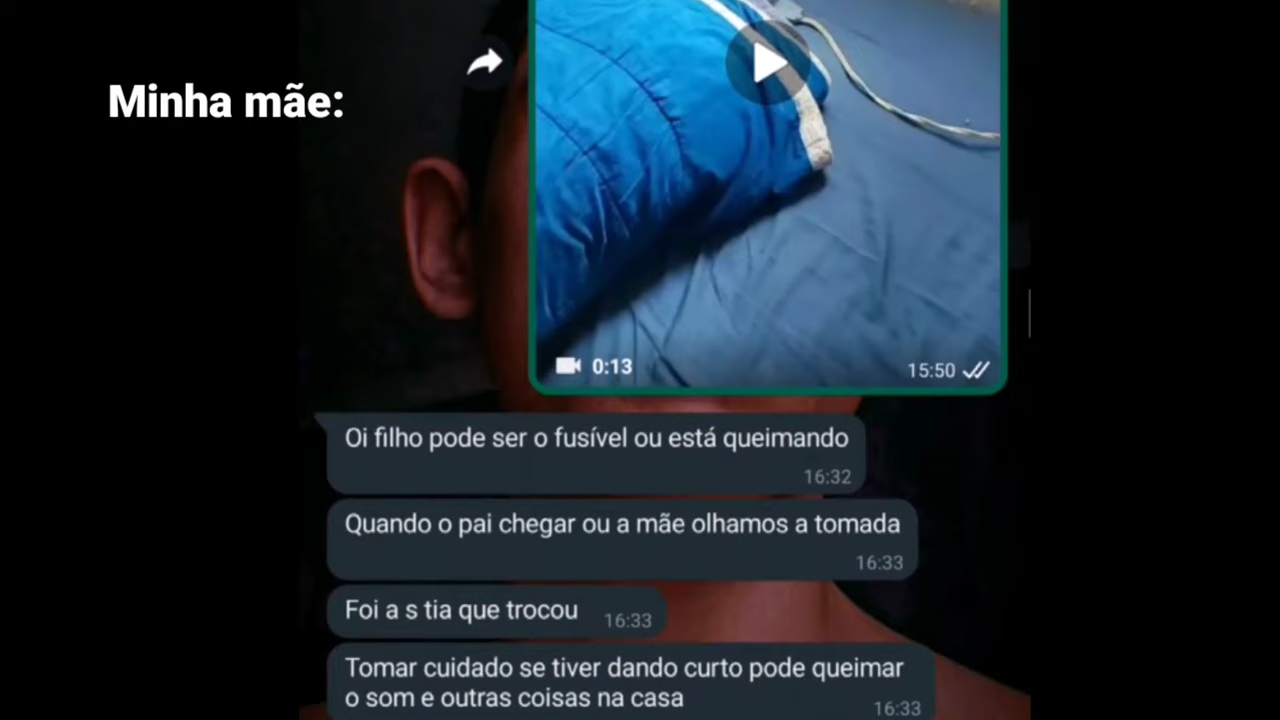 Minha mãe:
0:13
15:50
Oi filho pode ser o fusível ou está queimando
16:32
Quando o pai chegar ou a mãe olhamos a tomada
16:33
Foi a s tia que trocou 16:33
Tomar cuidado se tiver dando curto pode queimar
o som e outras coisas na casa
16:33